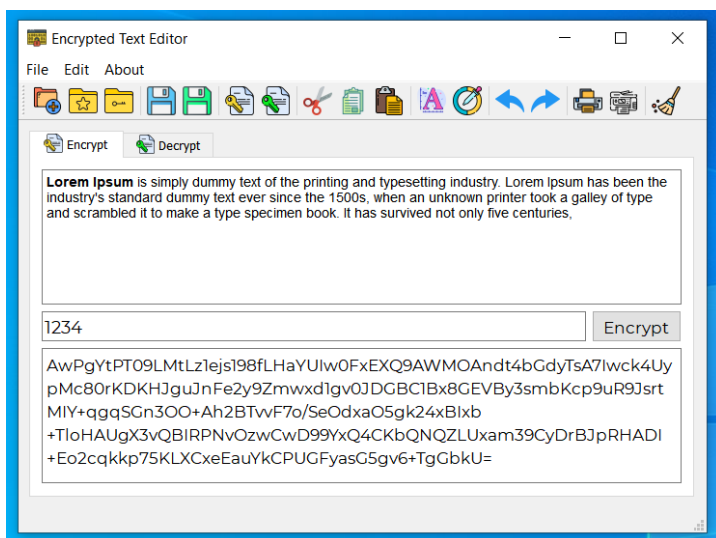 Encrypted Text Editor
File Edit About
Encrypt Decrypt
Lorem Ipsum is simply dummy text of the printing and typesetting industry. Lorem Ipsum has been the
industry's standard dummy text ever since the 1500s, when an unknown printer took a galley of type
and scrambled it to make a type specimen book. It has survived not only five centuries,
1234 Encrypt
AwPgYtPT09LMtLz1ejs198fLHaYUIw0FxEXQ9AWMOAndt4bGdyTsA7Iwck4Uy
pMc80rKDKHJguJnFe2y9Zmwxd1gv0JDGBC1Bx8GEVBy3smbKcp9uR9Jsrt
MIY+qgqSGn3OO+Ah2BTvvF7o/SeOdxaO5gk24xBIxb
+TloHAUgX3vQBIRPNvOzwCwD99YxQ4CKbQNQZLUxam39CyDrBJpRHADI
+Eo2cqkkp75KLXCxeEauYkCPUGFyasG5gv6+TgGbkU=